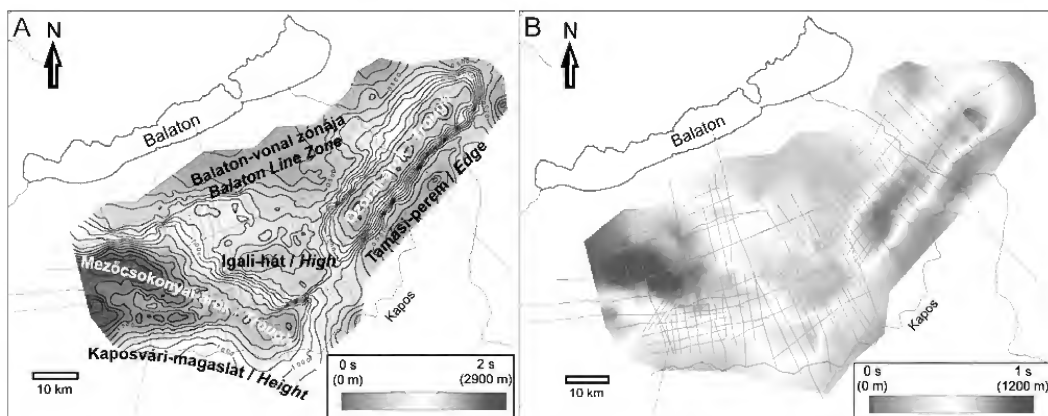 A
N
Balaton
Balaton-vonal zónája
Balaton Line Zone
Tamási-perem / Edge
Igali-hát / High
Kaposvári-magaslat / Height
Kapos
10 km
0 s
(0 m)
2 s
(2900 m)
B
N
Balaton
Kapos
10 km
0 s
(0 m)
1 s
(1200 m)